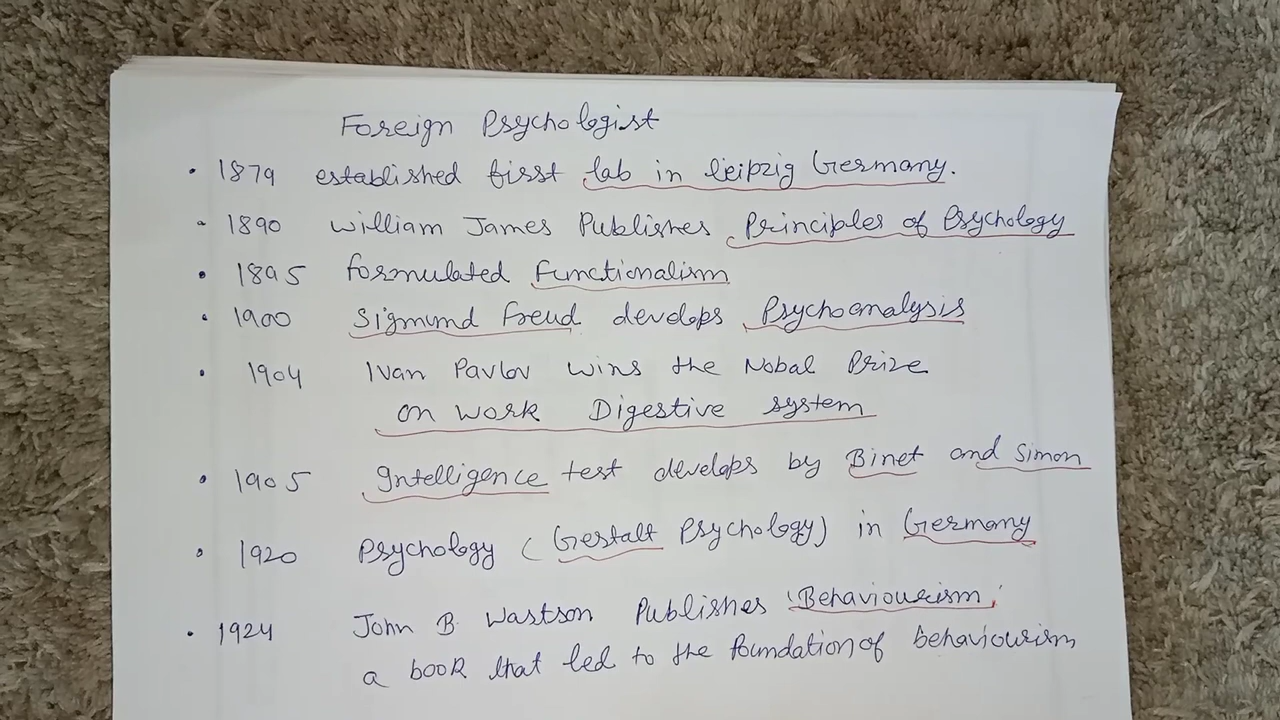 Foreign Psychologist
• 1879 established first lab in leipzig Germany.
• 1890 William James Publishes Principles of Psychology
• 1895 formulated Functionalism
• 1900 Sigmund Freud develops Psychoanalysis
• 1904 Ivan Pavlov wins the Nobal Prize
on work Digestive system
• 1905 Intelligence test develops by Binet and Simon
• 1920 Psychology (Gestalt Psychology) in Germany
• 1924 John B. Wastson Publishes 'Behaviourism'
a book that led to the foundation of behaviourism